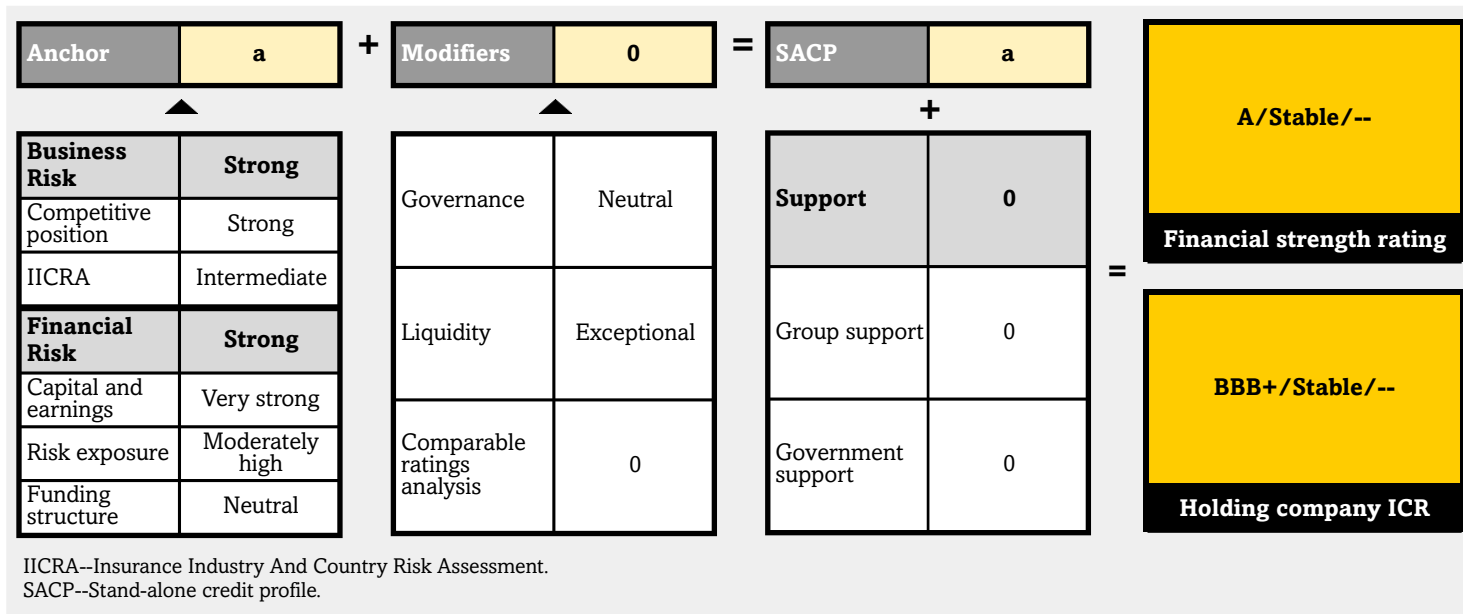 Anchor a + Modifiers 0 = SACP a
+
Business
Risk
Strong
Competitive
position
Strong
IICRA
Intermediate
Financial
Risk
Strong
Capital and
earnings
Very strong
Risk exposure
Moderately
high
Funding
structure
Neutral
Governance
Neutral
Liquidity
Exceptional
Comparable
ratings
analysis
0
Support
0
Group support
0
Government
support
0
=
A/Stable/--
Financial strength rating
BBB+/Stable/--
Holding company ICR
IICRA--Insurance Industry And Country Risk Assessment.
SACP--Stand-alone credit profile.